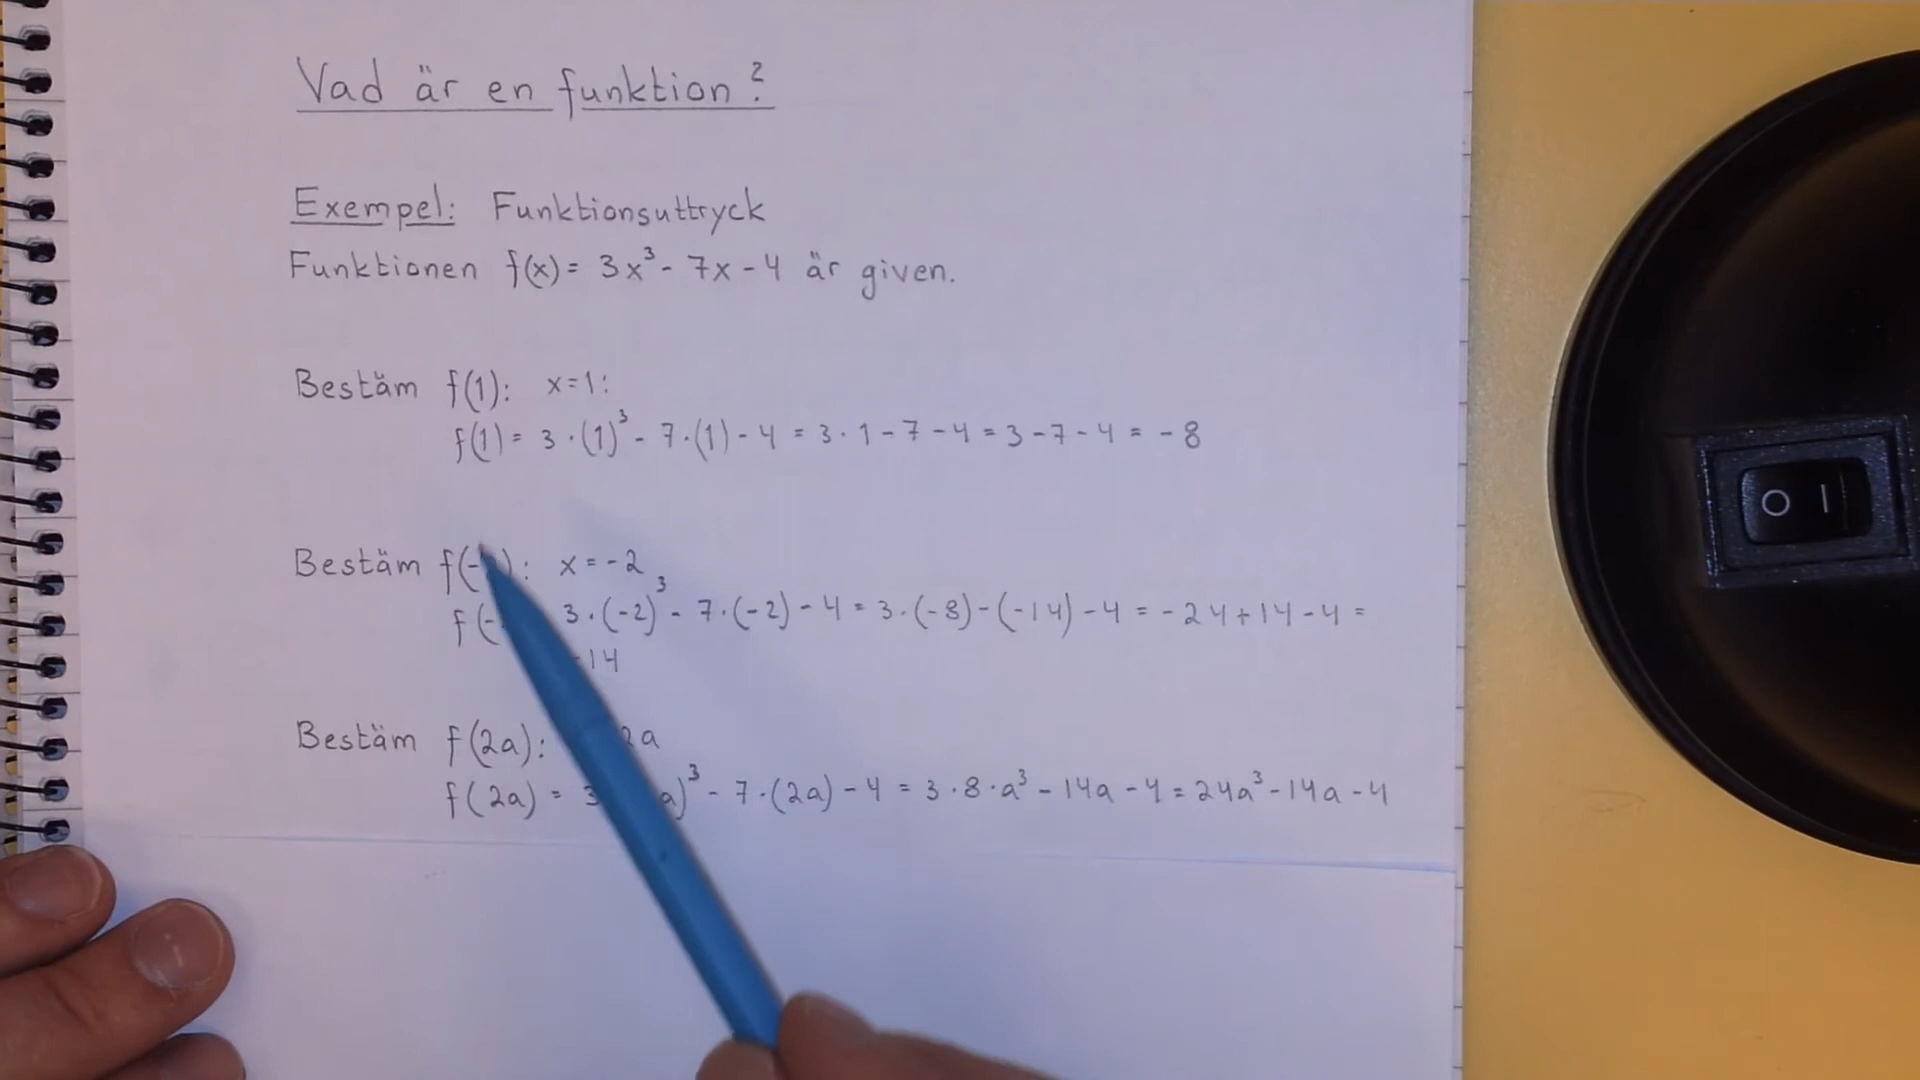 Vad är en funktion?
Exempel: Funktionsuttryck
Funktionen f(x) = 3x³ - 7x - 4 är given.
Bestäm f(1): x=1:
f(1) = 3·(1)³ - 7·(1) - 4 = 3·1 - 7 - 4 = 3 - 7 - 4 = -8
Bestäm f(- ): x = -2
f(- 3·(-2)³ - 7·(-2) - 4 = 3·(-8) - (-14) - 4 = -24 + 14 - 4 =
-14
Bestäm f(2a): 2a
f(2a) = 3 a)³ - 7·(2a) - 4 = 3·8·a³ - 14a - 4 = 24a³ - 14a - 4
O I